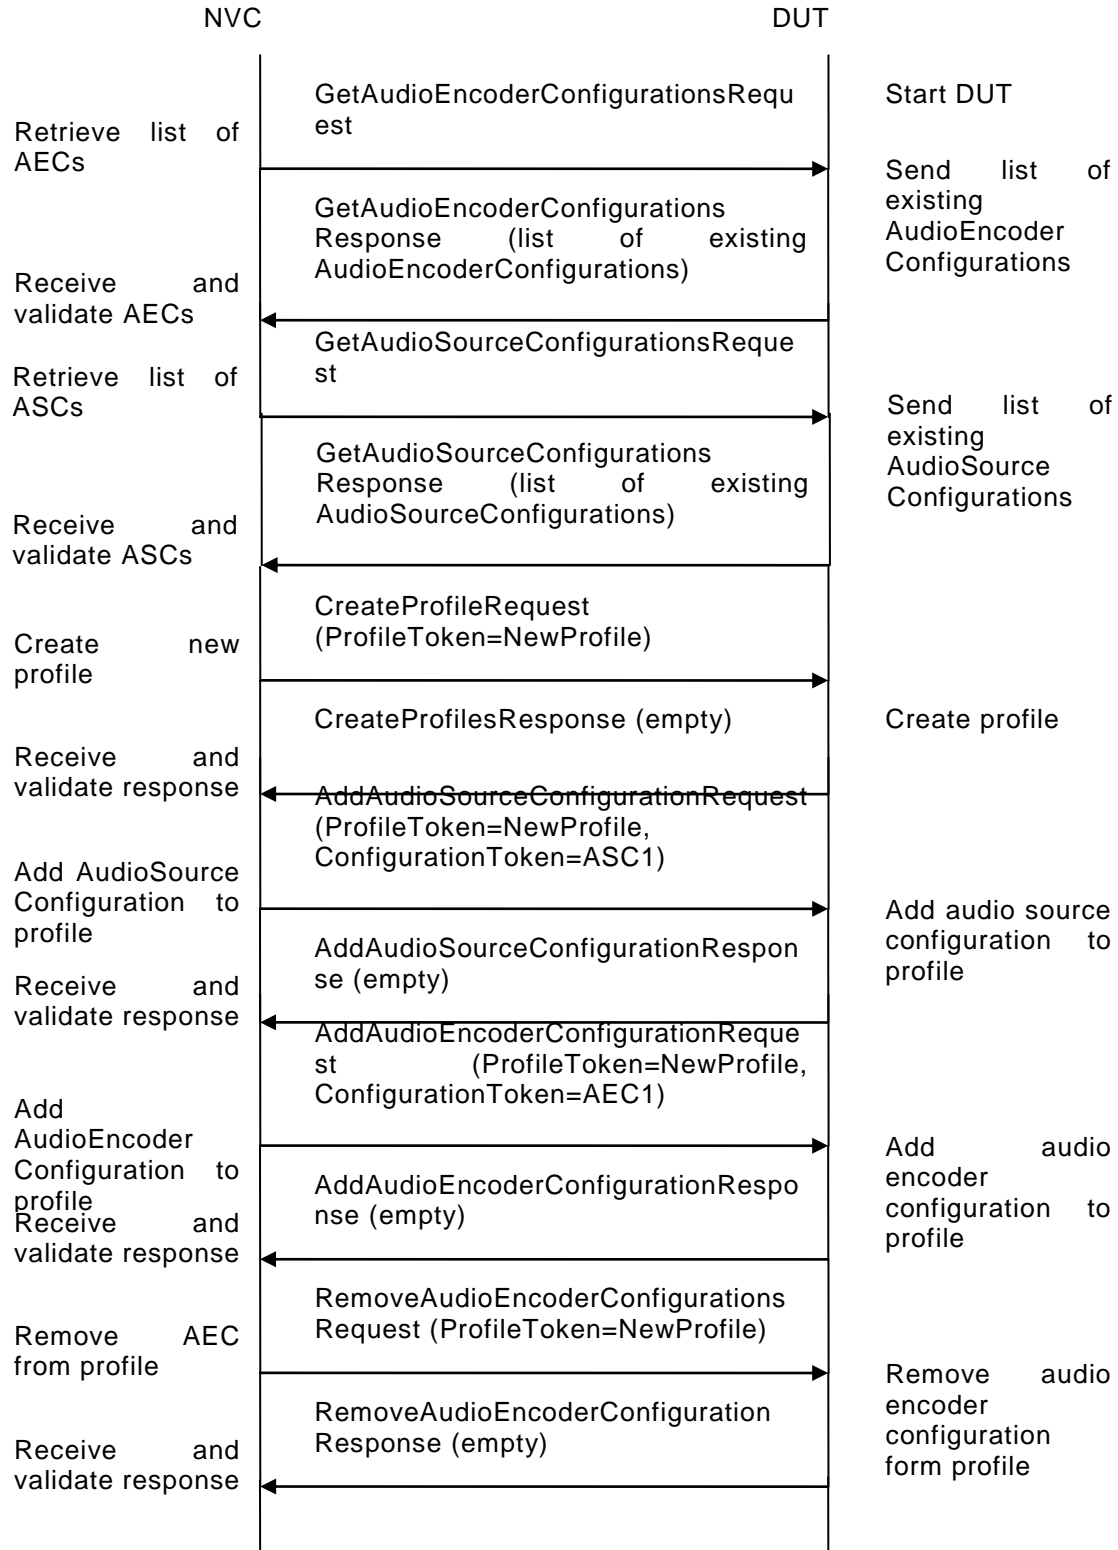 NVC
DUT
GetAudioEncoderConfigurationsRequ
est
Start DUT
Retrieve list of
AECs
Send list of
existing
AudioEncoder
Configurations
GetAudioEncoderConfigurations
Response (list of existing
AudioEncoderConfigurations)
Receive and
validate AECs
GetAudioSourceConfigurationsReque
st
Retrieve list of
ASCs
Send list of
existing
AudioSource
Configurations
GetAudioSourceConfigurations
Response (list of existing
AudioSourceConfigurations)
Receive and
validate ASCs
CreateProfileRequest
(ProfileToken=NewProfile)
Create new
profile
CreateProfilesResponse (empty)
Create profile
Receive and
validate response
AddAudioSourceConfigurationRequest
(ProfileToken=NewProfile,
ConfigurationToken=ASC1)
Add AudioSource
Configuration to
profile
Add audio source
configuration to
profile
AddAudioSourceConfigurationRespon
se (empty)
Receive and
validate response
AddAudioEncoderConfigurationReque
st (ProfileToken=NewProfile,
ConfigurationToken=AEC1)
Add
AudioEncoder
Configuration to
profile
Add audio
encoder
configuration to
profile
AddAudioEncoderConfigurationRespo
nse (empty)
Receive and
validate response
RemoveAudioEncoderConfigurations
Request (ProfileToken=NewProfile)
Remove AEC
from profile
Remove audio
encoder
configuration
form profile
RemoveAudioEncoderConfiguration
Response (empty)
Receive and
validate response